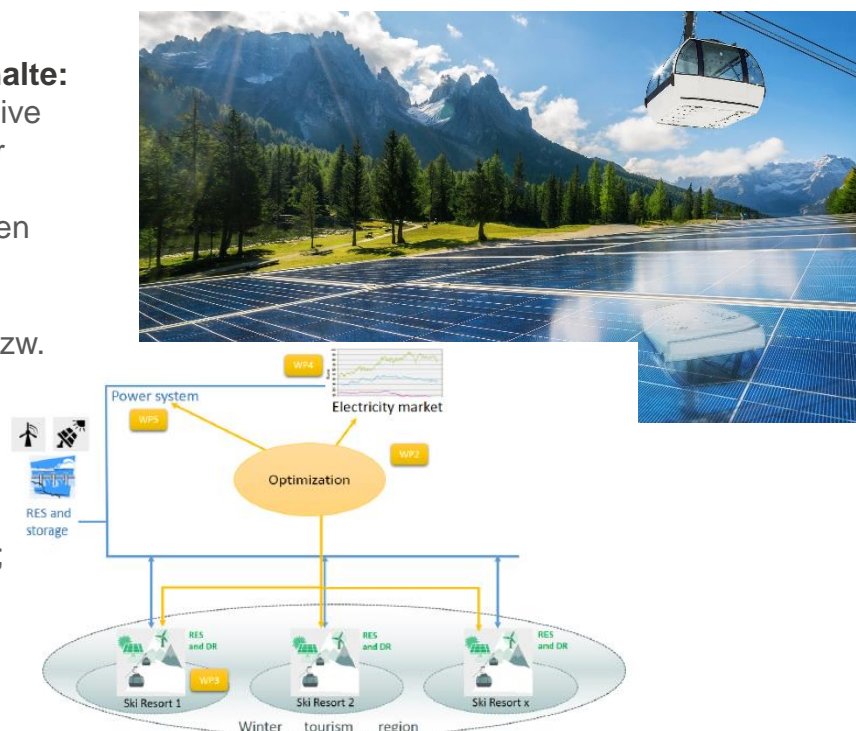 alte:
ive
r
en
zw.
;
WP4
Power system
Electricity market
WP5
WP2
Optimization
RES and
storage
RES
and DR
RES
and DR
RES
and DR
WP3
Ski Resort 1
Ski Resort 2
Ski Resort x
Winter tourism region